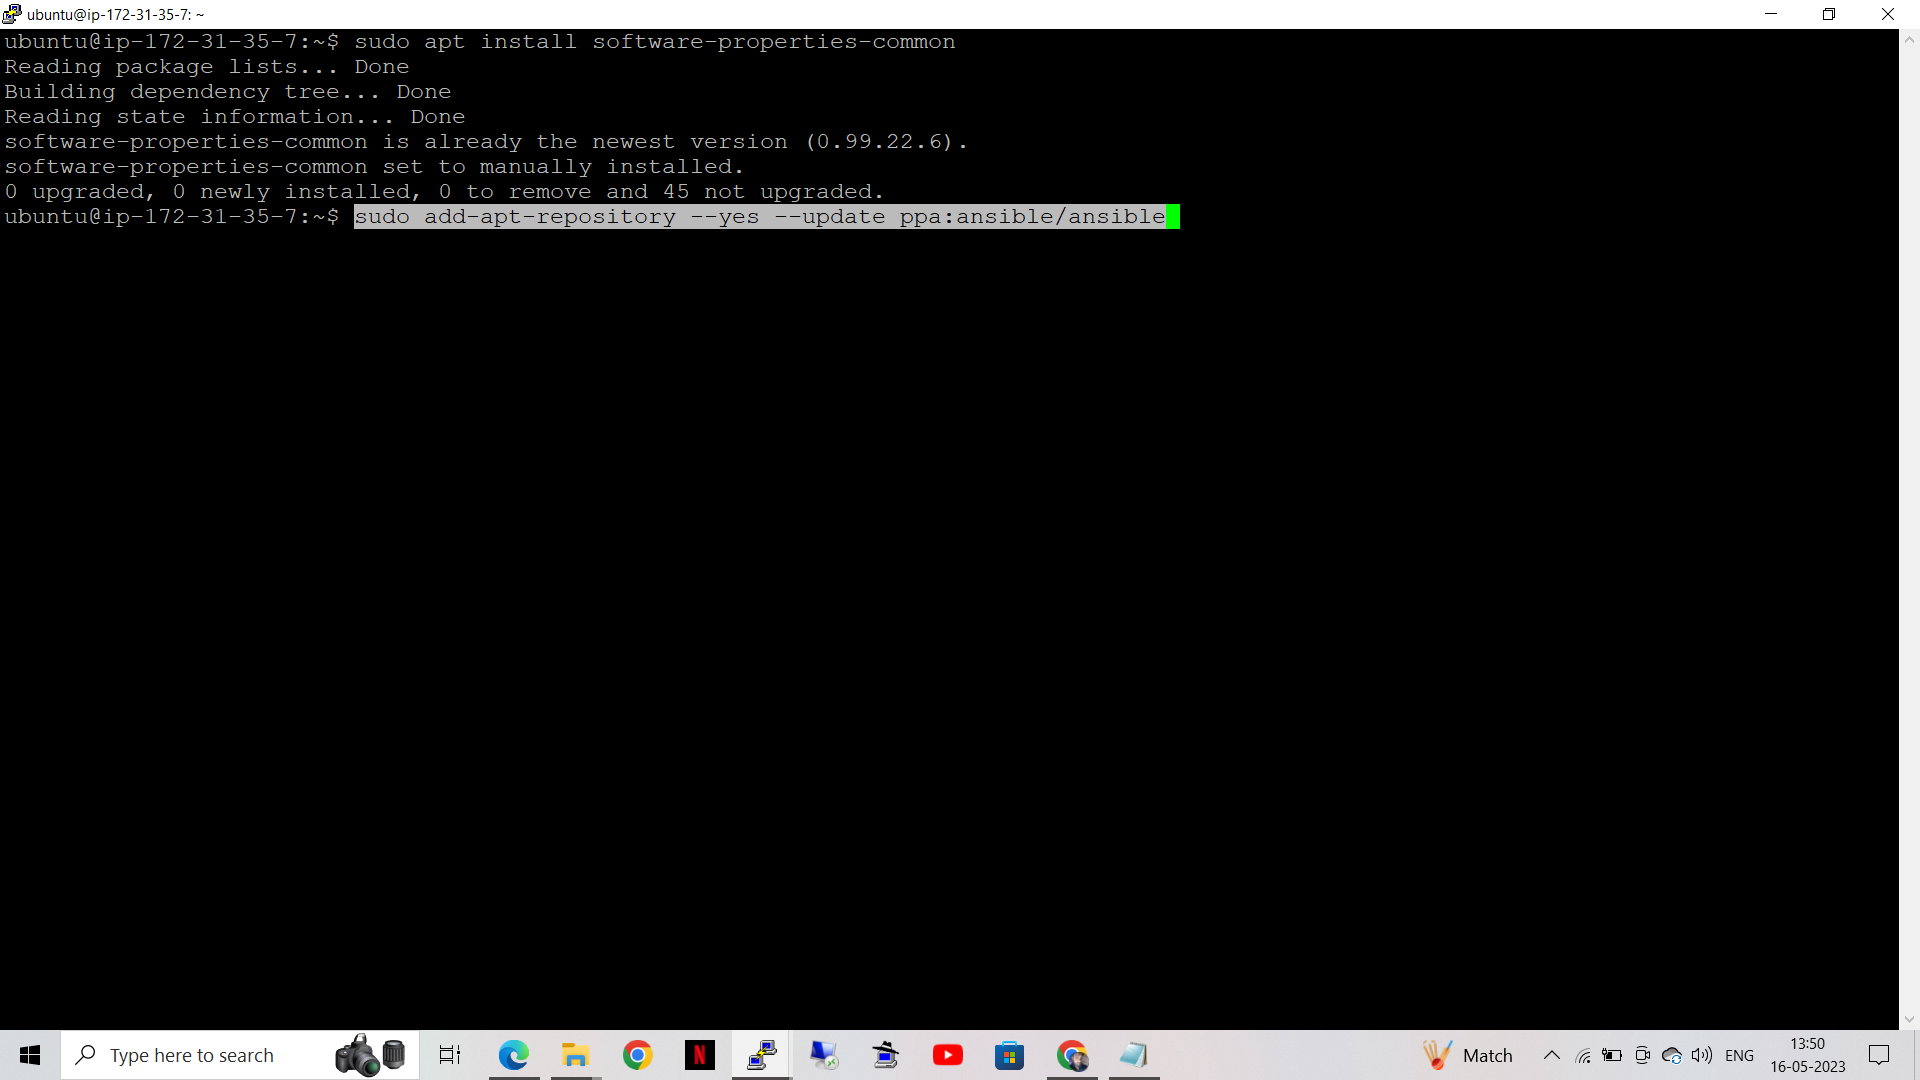 ubuntu@ip-172-31-35-7: ~
ubuntu@ip-172-31-35-7:~$ sudo apt install software-properties-common
Reading package lists... Done
Building dependency tree... Done
Reading state information... Done
software-properties-common is already the newest version (0.99.22.6).
software-properties-common set to manually installed.
0 upgraded, 0 newly installed, 0 to remove and 45 not upgraded.
ubuntu@ip-172-31-35-7:~$ sudo add-apt-repository --yes --update ppa:ansible/ansible
Type here to search
N
Match
ENG
13:50
16-05-2023